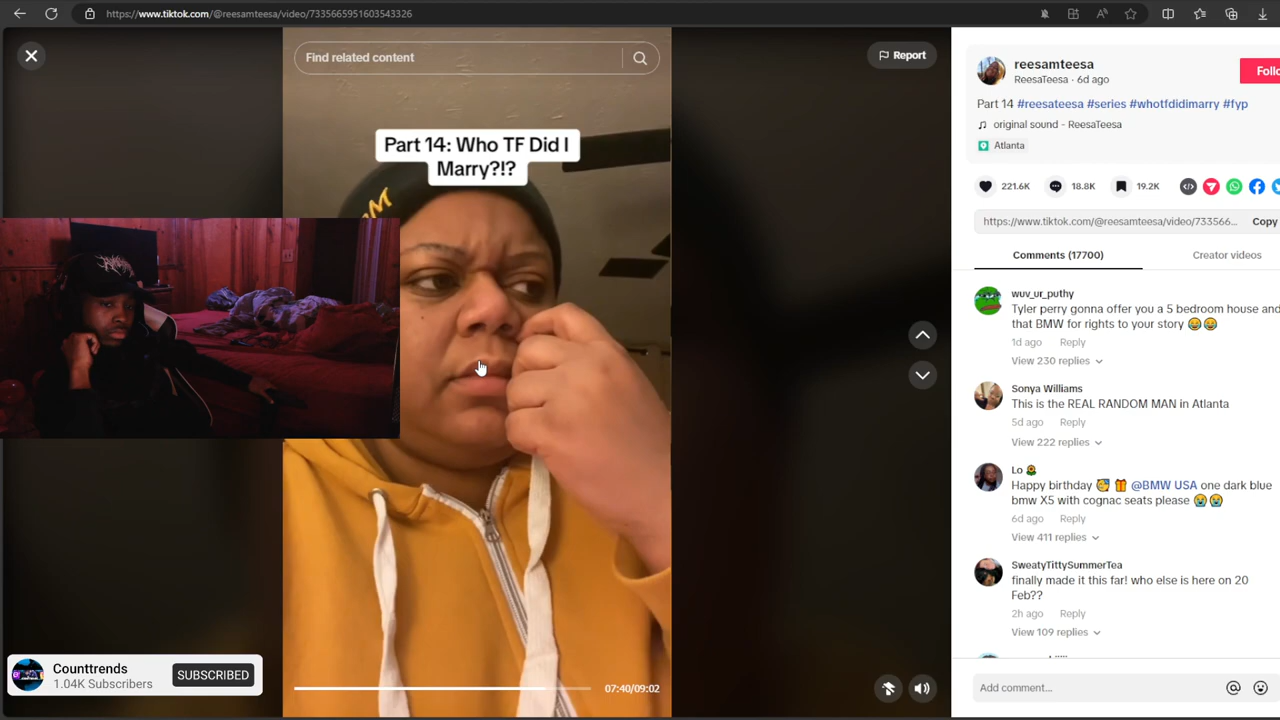 https://www.tiktok.com/@reesamteesa/video/7335665951603543326
Find related content
Report
Part 14: Who TF Did I
Marry?!?
reesamteesa
ReesaTeesa · 6d ago
Part 14 #reesateesa #series #whotfdidimarry #fyp
original sound - ReesaTeesa
Atlanta
221.6K
18.8K
19.2K
https://www.tiktok.com/@reesamteesa/video/733566...
Copy
Comments (17700)
Creator videos
wuv_ur_puthy
Tyler perry gonna offer you a 5 bedroom house and
that BMW for rights to your story 😂😂
1d ago Reply
View 230 replies
Sonya Williams
This is the REAL RANDOM MAN in Atlanta
5d ago Reply
View 222 replies
Lo 🌻
Happy birthday 🥳 🎁 @BMW USA one dark blue
bmw X5 with cognac seats please 😭😭
6d ago Reply
View 411 replies
SweatyTittySummerTea
finally made it this far! who else is here on 20
Feb??
2h ago Reply
View 109 replies
Counttrends
1.04K Subscribers
SUBSCRIBED
07:40/09:02
Add comment...